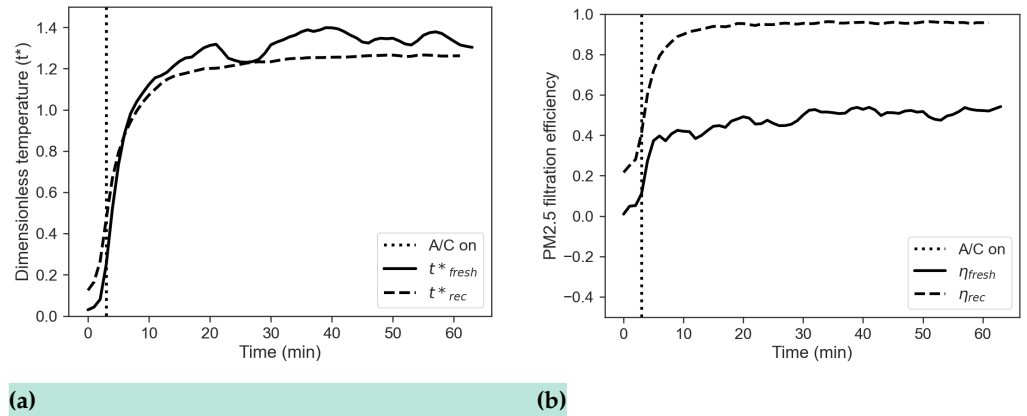 1.4
1.2
1.0
0.8
0.6
0.4
0.2
0.0
Dimensionless temperature (t*)
0 10 20 30 40 50 60
Time (min)
A/C on
t*fresh
t*rec
1.0
0.8
0.6
0.4
0.2
0.0
−0.2
−0.4
PM2.5 filtration efficiency
0 10 20 30 40 50 60
Time (min)
A/C on
ηfresh
ηrec
(a) (b)